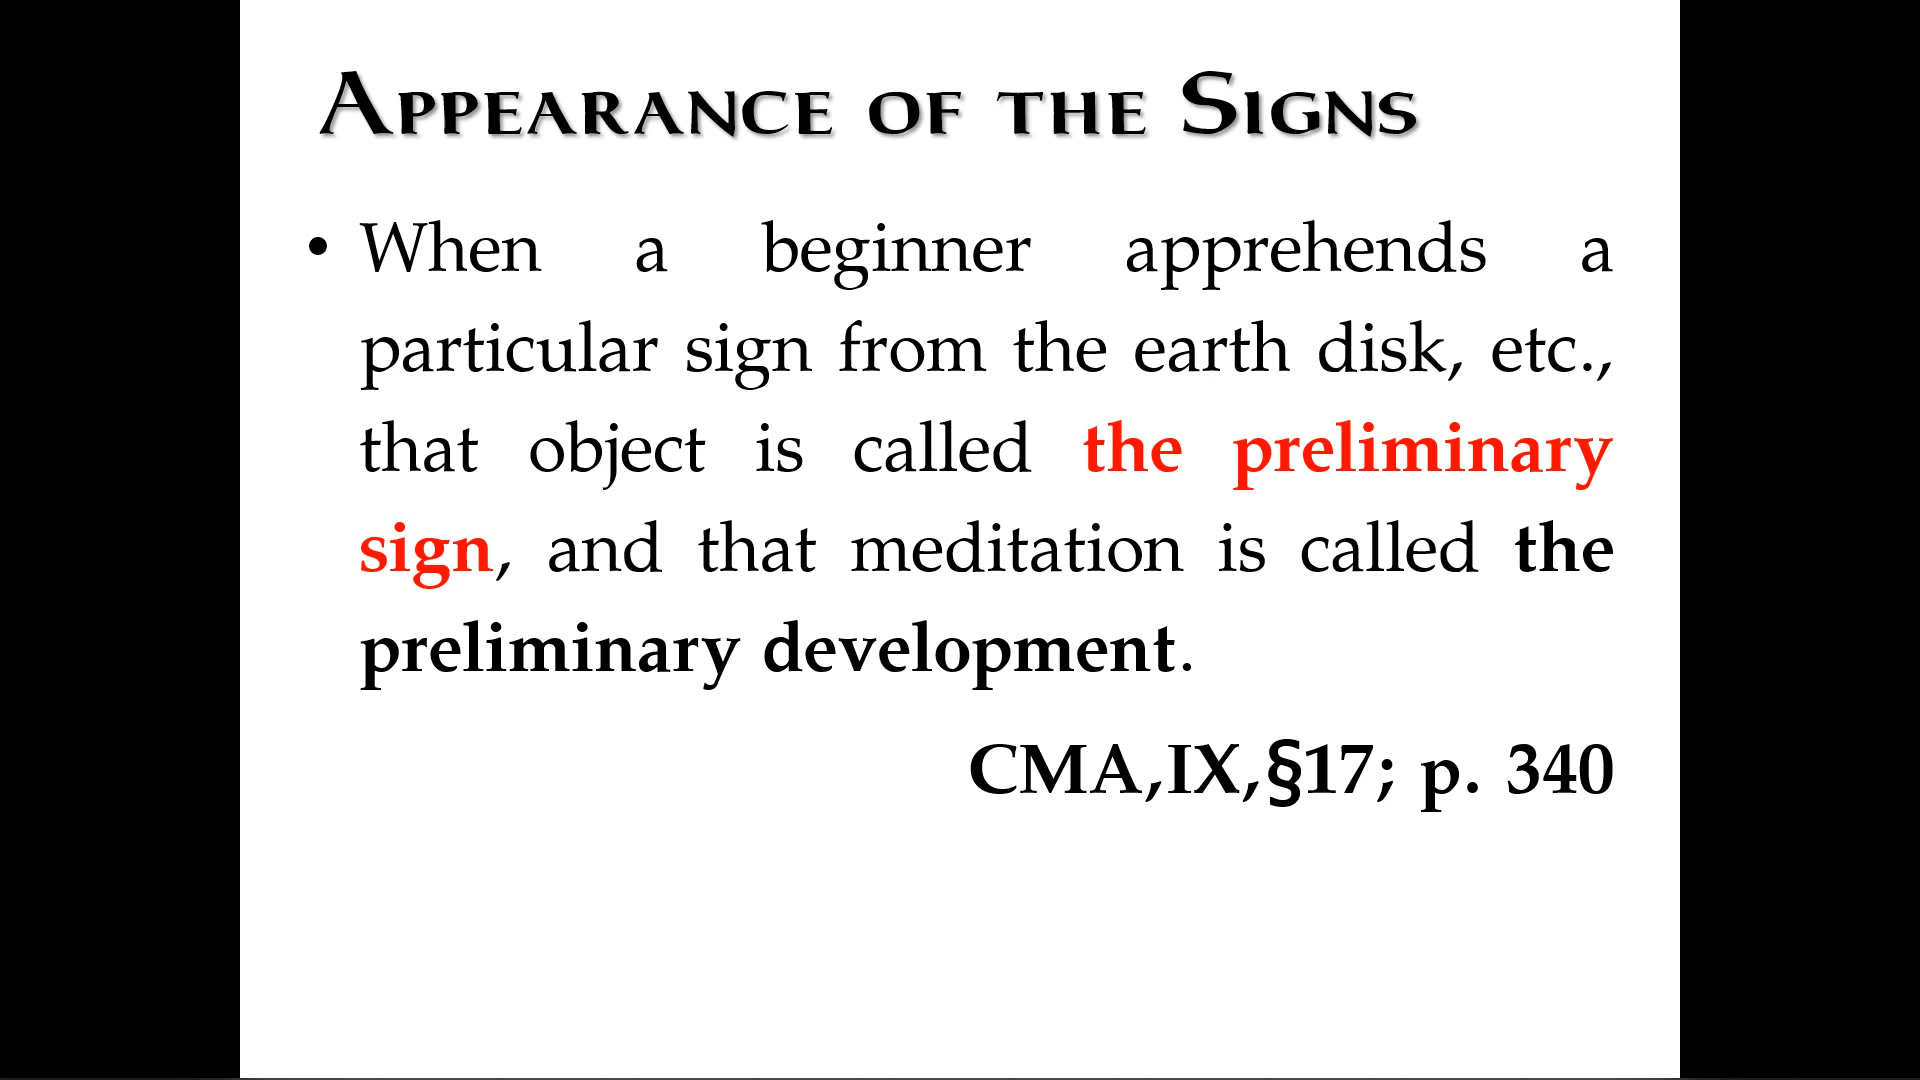 Appearance of the Signs
• When a beginner apprehends a
particular sign from the earth disk, etc.,
that object is called the preliminary
sign, and that meditation is called the
preliminary development.
CMA,IX,§17; p. 340